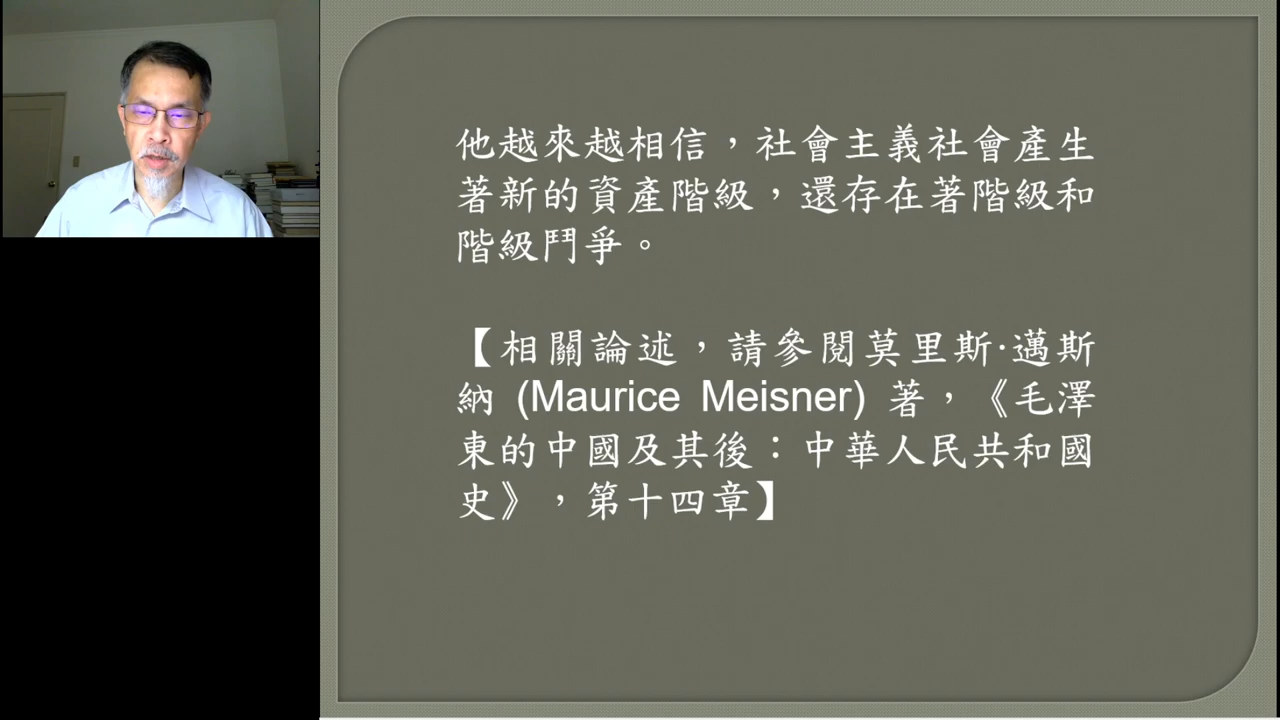 他越來越相信，社會主義社會產生
著新的資產階級，還存在著階級和
階級鬥爭。
【相關論述，請參閱莫里斯·邁斯
納 (Maurice Meisner) 著，《毛澤
東的中國及其後：中華人民共和國
史》，第十四章】